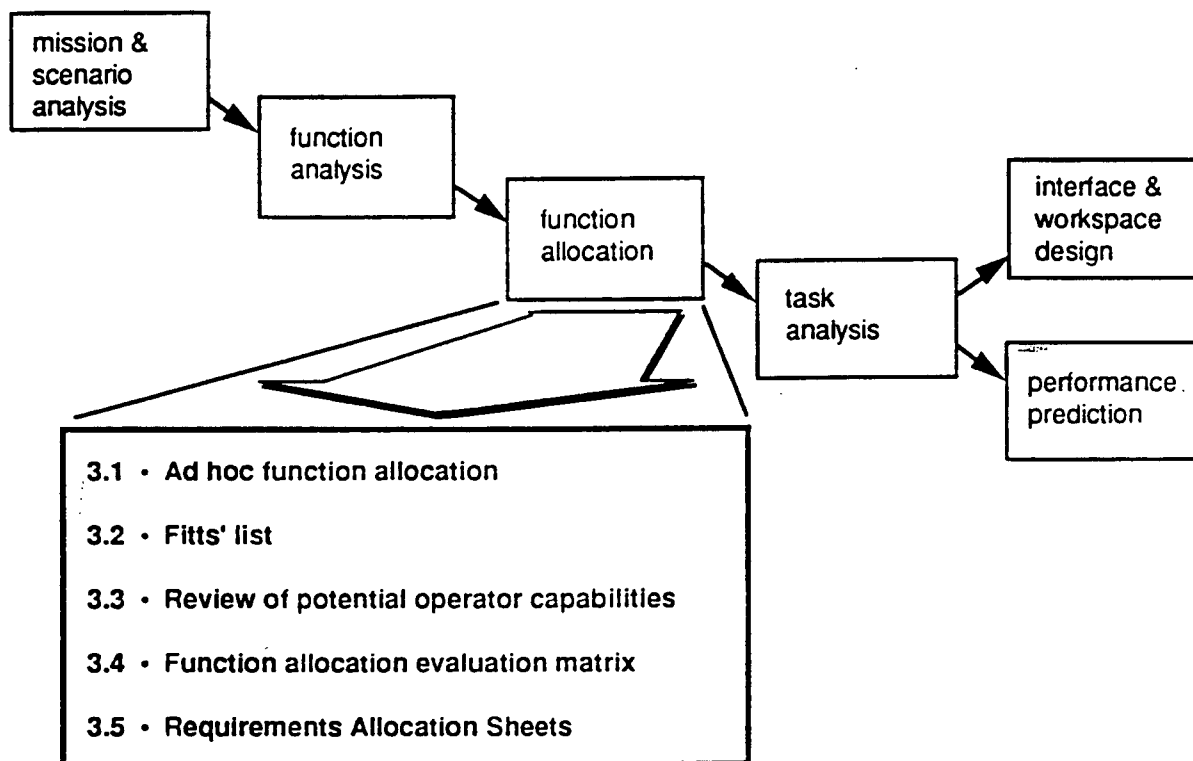 mission &
scenario
analysis
function
analysis
function
allocation
task
analysis
interface &
workspace
design
performance
prediction
3.1 • Ad hoc function allocation
3.2 • Fitts' list
3.3 • Review of potential operator capabilities
3.4 • Function allocation evaluation matrix
3.5 • Requirements Allocation Sheets